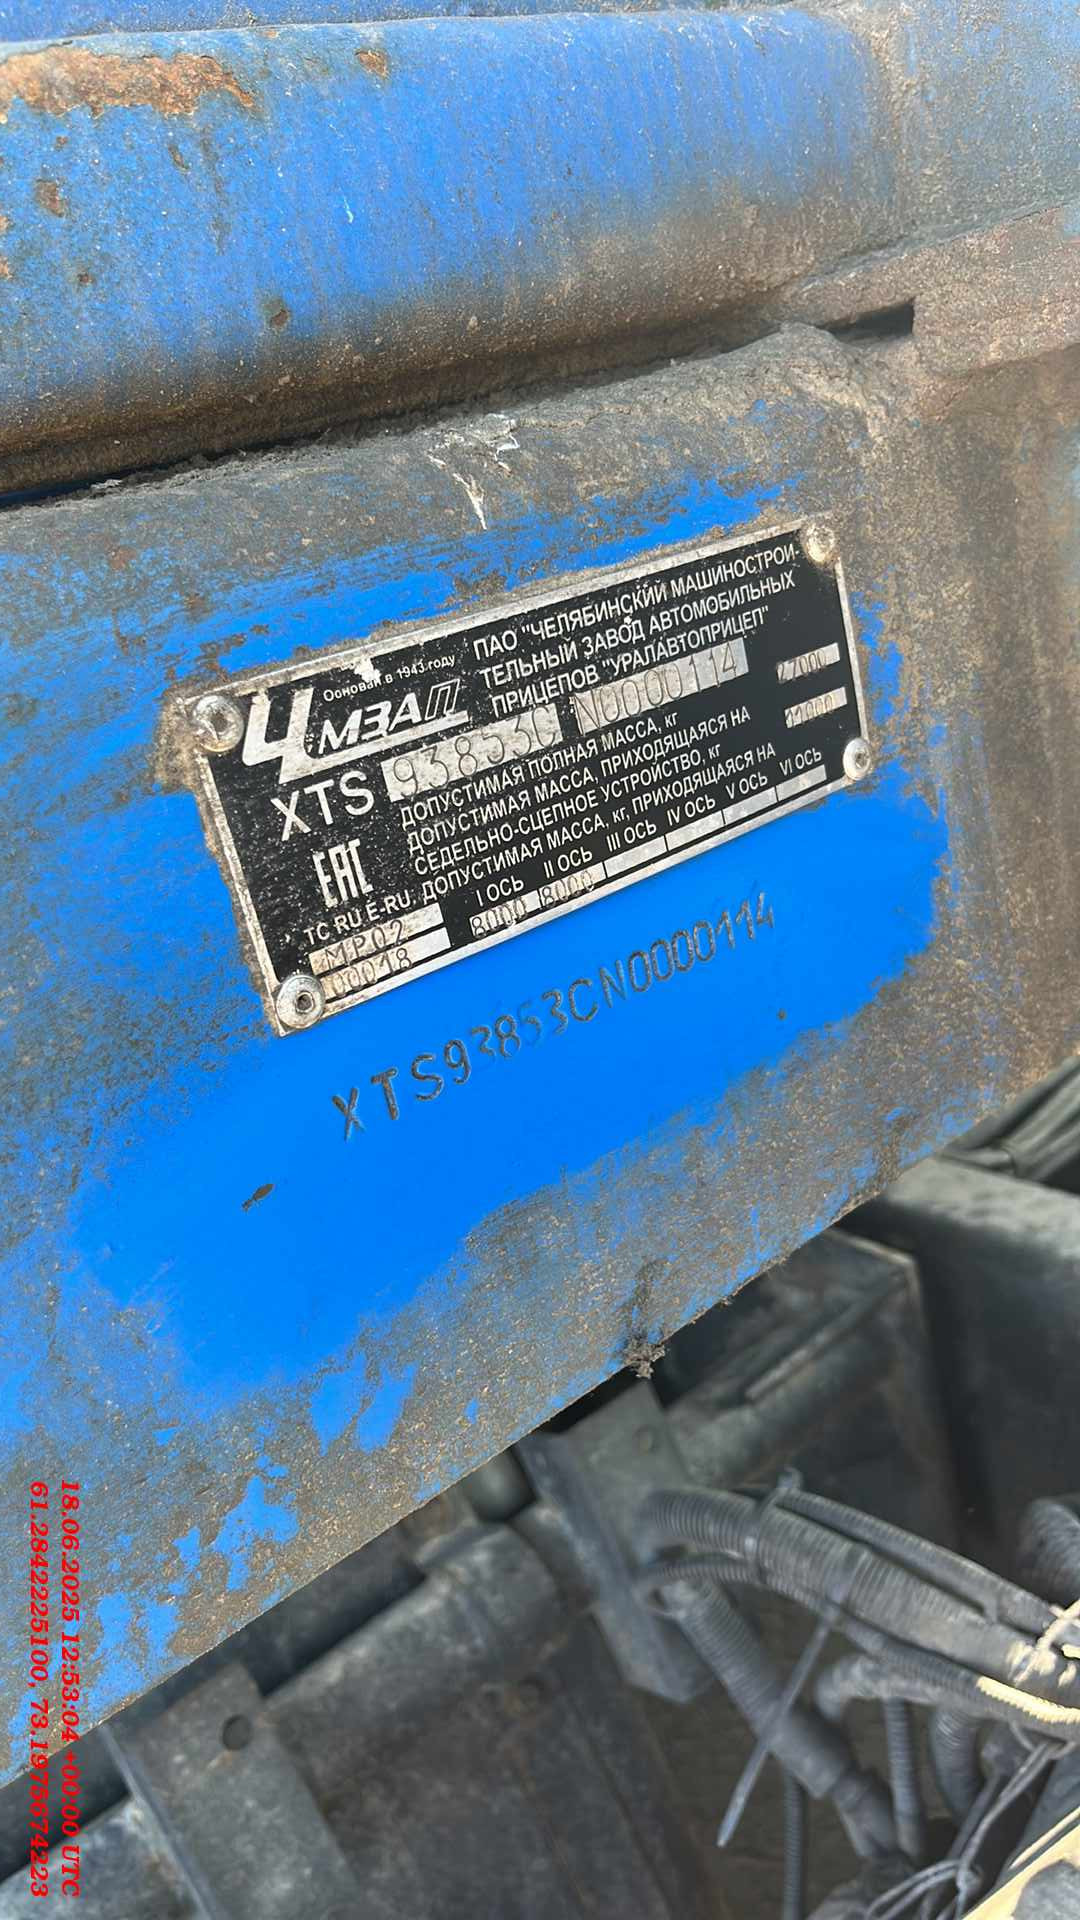 Основан в 1943 году
ЧМЗАП
ПАО "ЧЕЛЯБИНСКИЙ МАШИНОСТРОИ-
ТЕЛЬНЫЙ ЗАВОД АВТОМОБИЛЬНЫХ
ПРИЦЕПОВ "УРАЛАВТОПРИЦЕП"
XTS 93853C N0000114
ДОПУСТИМАЯ ПОЛНАЯ МАССА, кг 27000
ДОПУСТИМАЯ МАССА, ПРИХОДЯЩАЯСЯ НА
СЕДЕЛЬНО-СЦЕПНОЕ УСТРОЙСТВО, кг
ДОПУСТИМАЯ МАССА, кг, ПРИХОДЯЩАЯСЯ НА
I ОСЬ II ОСЬ III ОСЬ IV ОСЬ V ОСЬ VI ОСЬ
8000 8000
EAC
TC RU E-RU.
МР02
00018
XTS93853CN0000114
18.06.2025 12:53:04 +00:00 UTC
61.2842225100, 73.1975674223